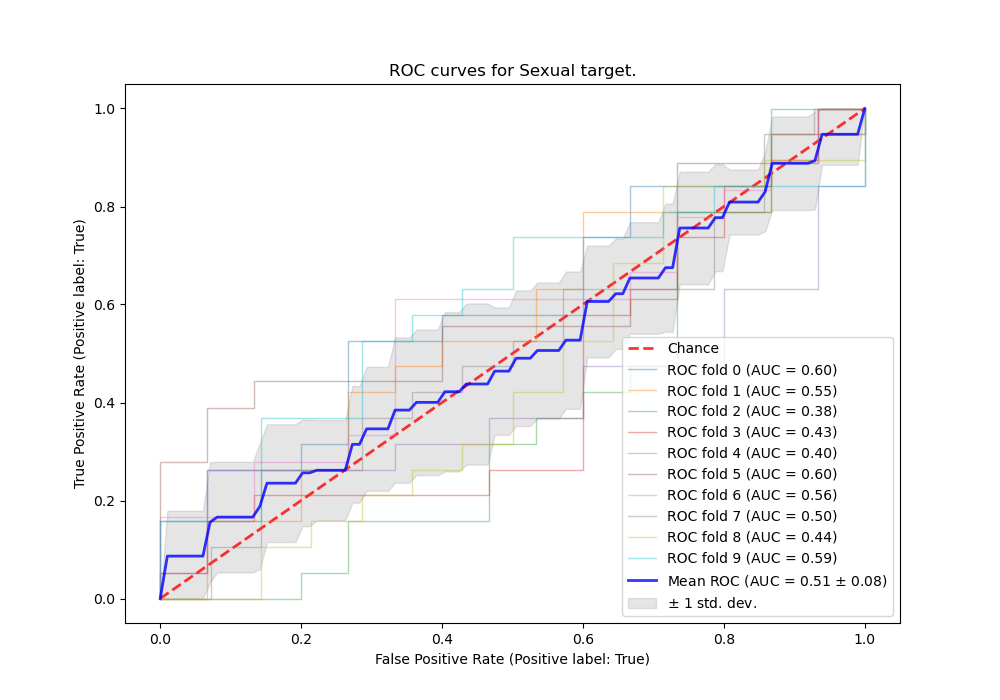 ROC curves for Sexual target.
True Positive Rate (Positive label: True)
1.0
0.8
0.6
0.4
0.2
0.0
Chance
ROC fold 0 (AUC = 0.60)
ROC fold 1 (AUC = 0.55)
ROC fold 2 (AUC = 0.38)
ROC fold 3 (AUC = 0.43)
ROC fold 4 (AUC = 0.40)
ROC fold 5 (AUC = 0.60)
ROC fold 6 (AUC = 0.56)
ROC fold 7 (AUC = 0.50)
ROC fold 8 (AUC = 0.44)
ROC fold 9 (AUC = 0.59)
Mean ROC (AUC = 0.51 ± 0.08)
± 1 std. dev.
0.0 0.2 0.4 0.6 0.8 1.0
False Positive Rate (Positive label: True)